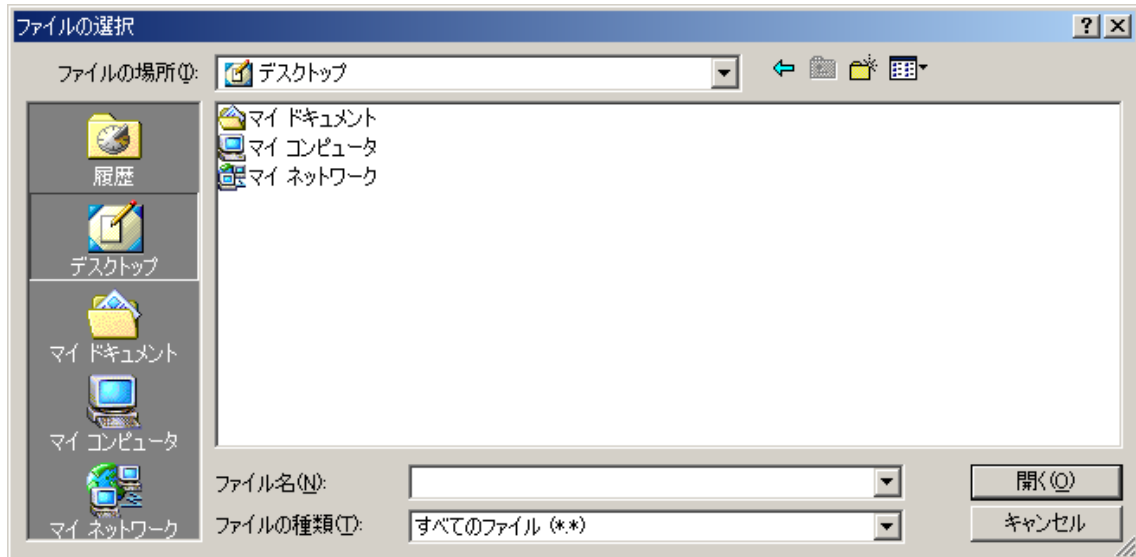 ファイルの選択
ファイルの場所(I):
デスクトップ
履歴
デスクトップ
マイ ドキュメント
マイ コンピュータ
マイ ネットワーク
マイ ドキュメント
マイ コンピュータ
マイ ネットワーク
ファイル名(N):
開く(O)
ファイルの種類(T):
すべてのファイル (*.*)
キャンセル